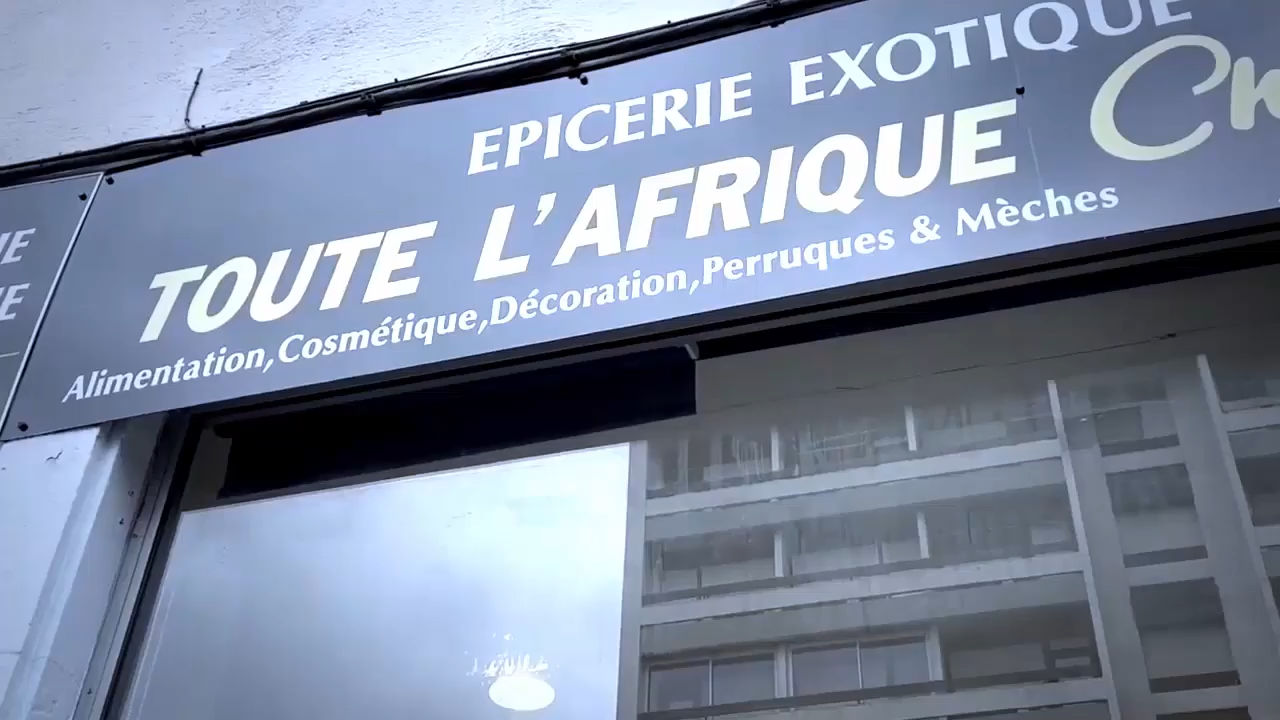 EPICERIE EXOTIQUE
TOUTE L'AFRIQUE
Alimentation,Cosmétique,Décoration,Perruques & Mèches